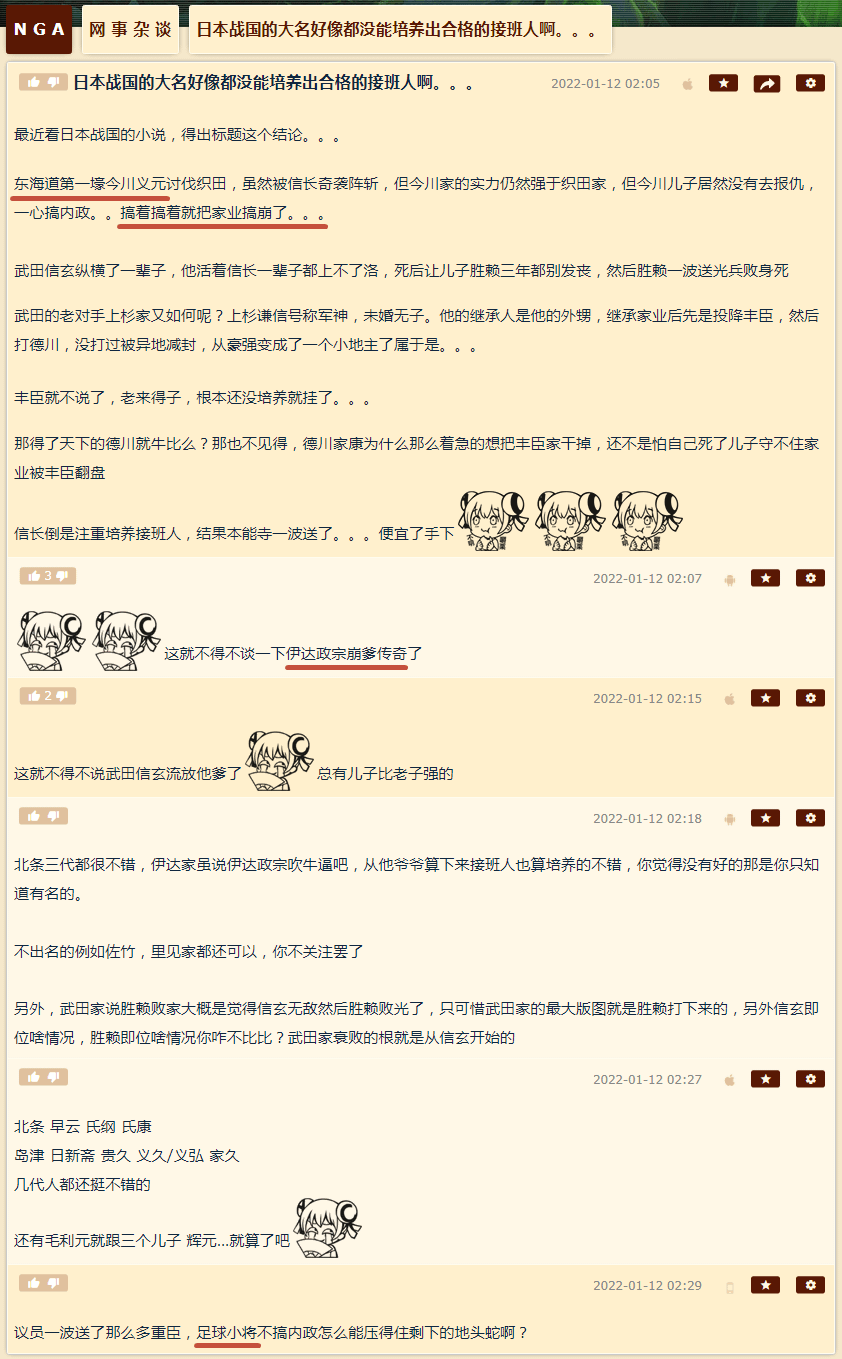 NGA 网事杂谈 日本战国的大名好像都没能培养出合格的接班人啊。。。
日本战国的大名好像都没能培养出合格的接班人啊。。。 2022-01-12 02:05
最近看日本战国的小说，得出标题这个结论。。。
东海道第一壕今川义元讨伐织田，虽然被信长奇袭阵斩，但今川家的实力仍然强于织田家，但今川儿子居然没有去报仇，
一心搞内政。。搞着搞着就把家业搞崩了。。。
武田信玄纵横了一辈子，他活着信长一辈子都上不了洛，死后让儿子胜赖三年都别发丧，然后胜赖一波送光兵败身死
武田的老对手上杉家又如何呢？上杉谦信号称军神，未婚无子。他的继承人是他的外甥，继承家业后先是投降丰臣，然后
打德川，没打过被异地减封，从豪强变成了一个小地主了属于是。。。
丰臣就不说了，老来得子，根本还没培养就挂了。。。
那得了天下的德川就牛比么？那也不见得，德川家康为什么那么着急的想把丰臣家干掉，还不是怕自己死了儿子守不住家
业被丰臣翻盘
信长倒是注重培养接班人，结果本能寺一波送了。。。便宜了手下
3 2022-01-12 02:07
这就不得不谈一下伊达政宗崩爹传奇了
2 2022-01-12 02:15
这就不得不说武田信玄流放他爹了 总有儿子比老子强的
2022-01-12 02:18
北条三代都很不错，伊达家虽说伊达政宗吹牛逼吧，从他爷爷算下来接班人也算培养的不错，你觉得没有好的那是你只知
道有名的。
不出名的例如佐竹，里见家都还可以，你不关注罢了
另外，武田家说胜赖败家大概是觉得信玄无敌然后胜赖败光了，只可惜武田家的最大版图就是胜赖打下来的，另外信玄即
位啥情况，胜赖即位啥情况你咋不比比？武田家衰败的根就是从信玄开始的
2022-01-12 02:27
北条 早云 氏纲 氏康
岛津 日新斋 贵久 义久/义弘 家久
几代人都还挺不错的
还有毛利元就跟三个儿子 辉元...就算了吧
2022-01-12 02:29
议员一波送了那么多重臣，足球小将不搞内政怎么能压得住剩下的地头蛇啊？